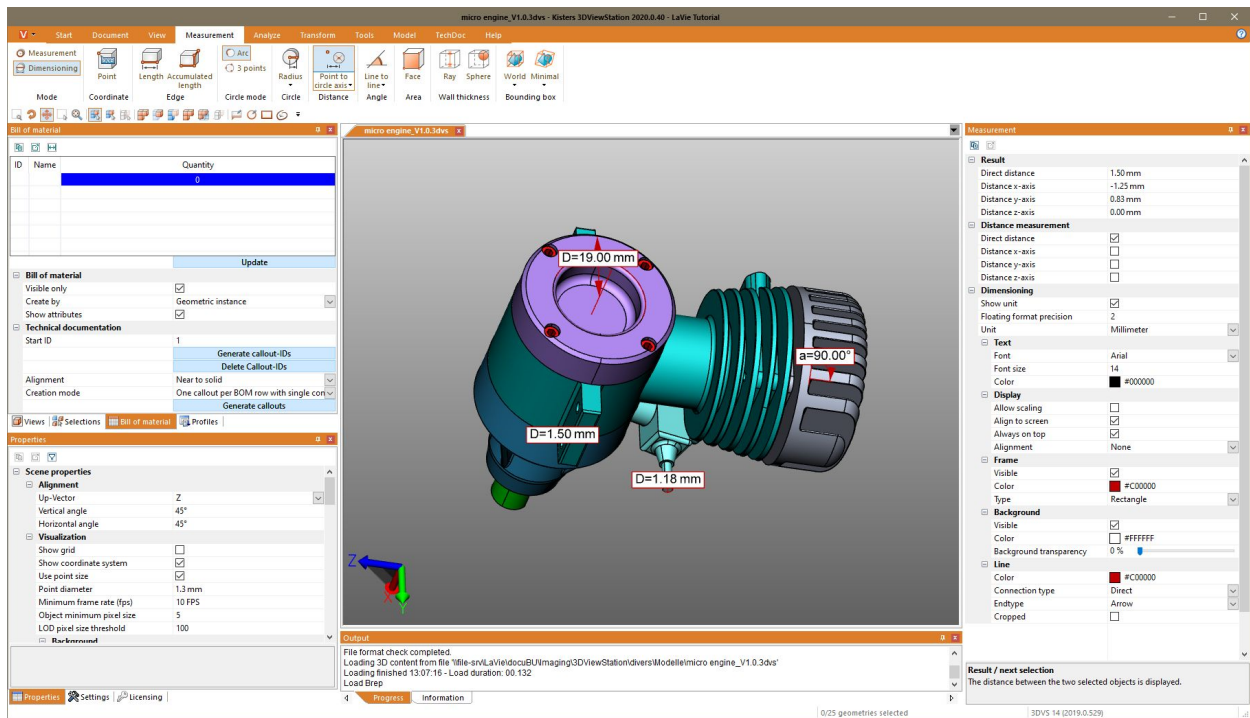 micro engine_V1.0.3dvs - Kisters 3DViewStation 2020.0.40 - LaVie Tutorial
V Start Document View Measurement Analyze Transform Tools Model TechDoc Help
Measurement
Dimensioning
Mode
Point
Coordinate
Length Accumulated length
Edge
Arc
3 points
Circle mode
Radius
Circle
Point to circle axis
Distance
Line to line
Angle
Face
Area
Ray Sphere
Wall thickness
World Minimal
Bounding box
Bill of material
ID Name Quantity
0
Update
Bill of material
Visible only
Create by Geometric instance
Show attributes
Technical documentation
Start ID 1
Generate callout-IDs
Delete Callout-IDs
Alignment Near to solid
Creation mode One callout per BOM row with single con
Generate callouts
Views Selections Bill of material Profiles
Properties
Scene properties
Alignment
Up-Vector Z
Vertical angle 45°
Horizontal angle 45°
Visualization
Show grid
Show coordinate system
Use point size
Point diameter 1.3 mm
Minimum frame rate (fps) 10 FPS
Object minimum pixel size 5
LOD pixel size threshold 100
Background
Properties Settings Licensing
micro engine_V1.0.3dvs
D=19.00 mm
a=90.00°
D=1.50 mm
D=1.18 mm
Z
X
Y
Output
File format check completed.
Loading 3D content from file '\\file-srv\LaVie\docuBU\Imaging\3DViewStation\divers\Modelle\micro engine_V1.0.3dvs'
Loading finished 13:07:16 - Load duration: 00.132
Load Brep
Progress Information
Measurement
Result
Direct distance 1.50 mm
Distance x-axis -1.25 mm
Distance y-axis 0.83 mm
Distance z-axis 0.00 mm
Distance measurement
Direct distance
Distance x-axis
Distance y-axis
Distance z-axis
Dimensioning
Show unit
Floating format precision 2
Unit Millimeter
Text
Font Arial
Font size 14
Color #000000
Display
Allow scaling
Align to screen
Always on top
Alignment None
Frame
Visible
Color #C00000
Type Rectangle
Background
Visible
Color #FFFFFF
Background transparency 0 %
Line
Color #C00000
Connection type Direct
Endtype Arrow
Cropped
Result / next selection
The distance between the two selected objects is displayed.
0/25 geometries selected 3DVS 14 (2019.0.529)